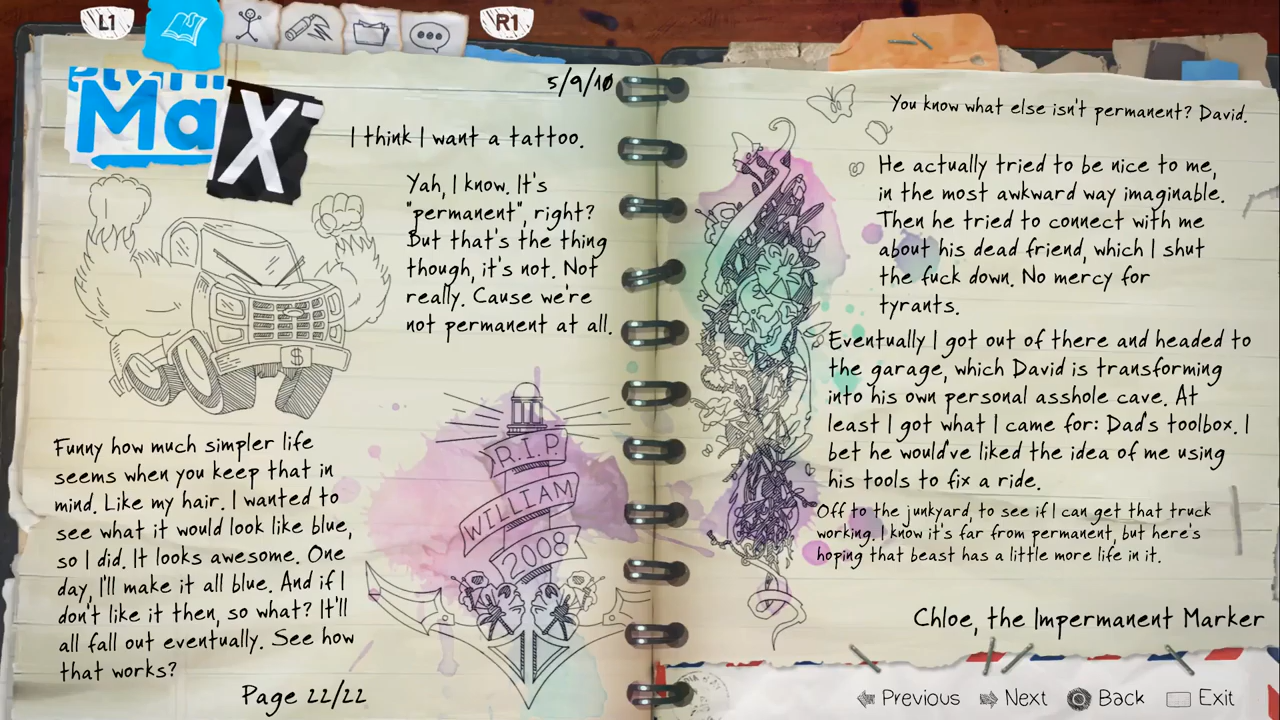 L1
R1
Ma
X
5/9/10
I think I want a tattoo.
Yah, I know. It's
"permanent", right?
But that's the thing
though, it's not. Not
really. Cause we're
not permanent at all.
$
Funny how much simpler life
seems when you keep that in
mind. Like my hair. I wanted to
see what it would look like blue,
so I did. It looks awesome. One
day, I'll make it all blue. And if I
don't like it then, so what? It'll
all fall out eventually. See how
that works?
R.I.P.
WILLIAM
2008
Page 22/22
You know what else isn't permanent? David.
He actually tried to be nice to me,
in the most awkward way imaginable.
Then he tried to connect with me
about his dead friend, which I shut
the fuck down. No mercy for
tyrants.
Eventually I got out of there and headed to
the garage, which David is transforming
into his own personal asshole cave. At
least I got what I came for: Dad's toolbox. I
bet he would've liked the idea of me using
his tools to fix a ride.
Off to the junkyard, to see if I can get that truck
working. I know it's far from permanent, but here's
hoping that beast has a little more life in it.
Chloe, the Impermanent Marker
Previous
Next
Back
Exit